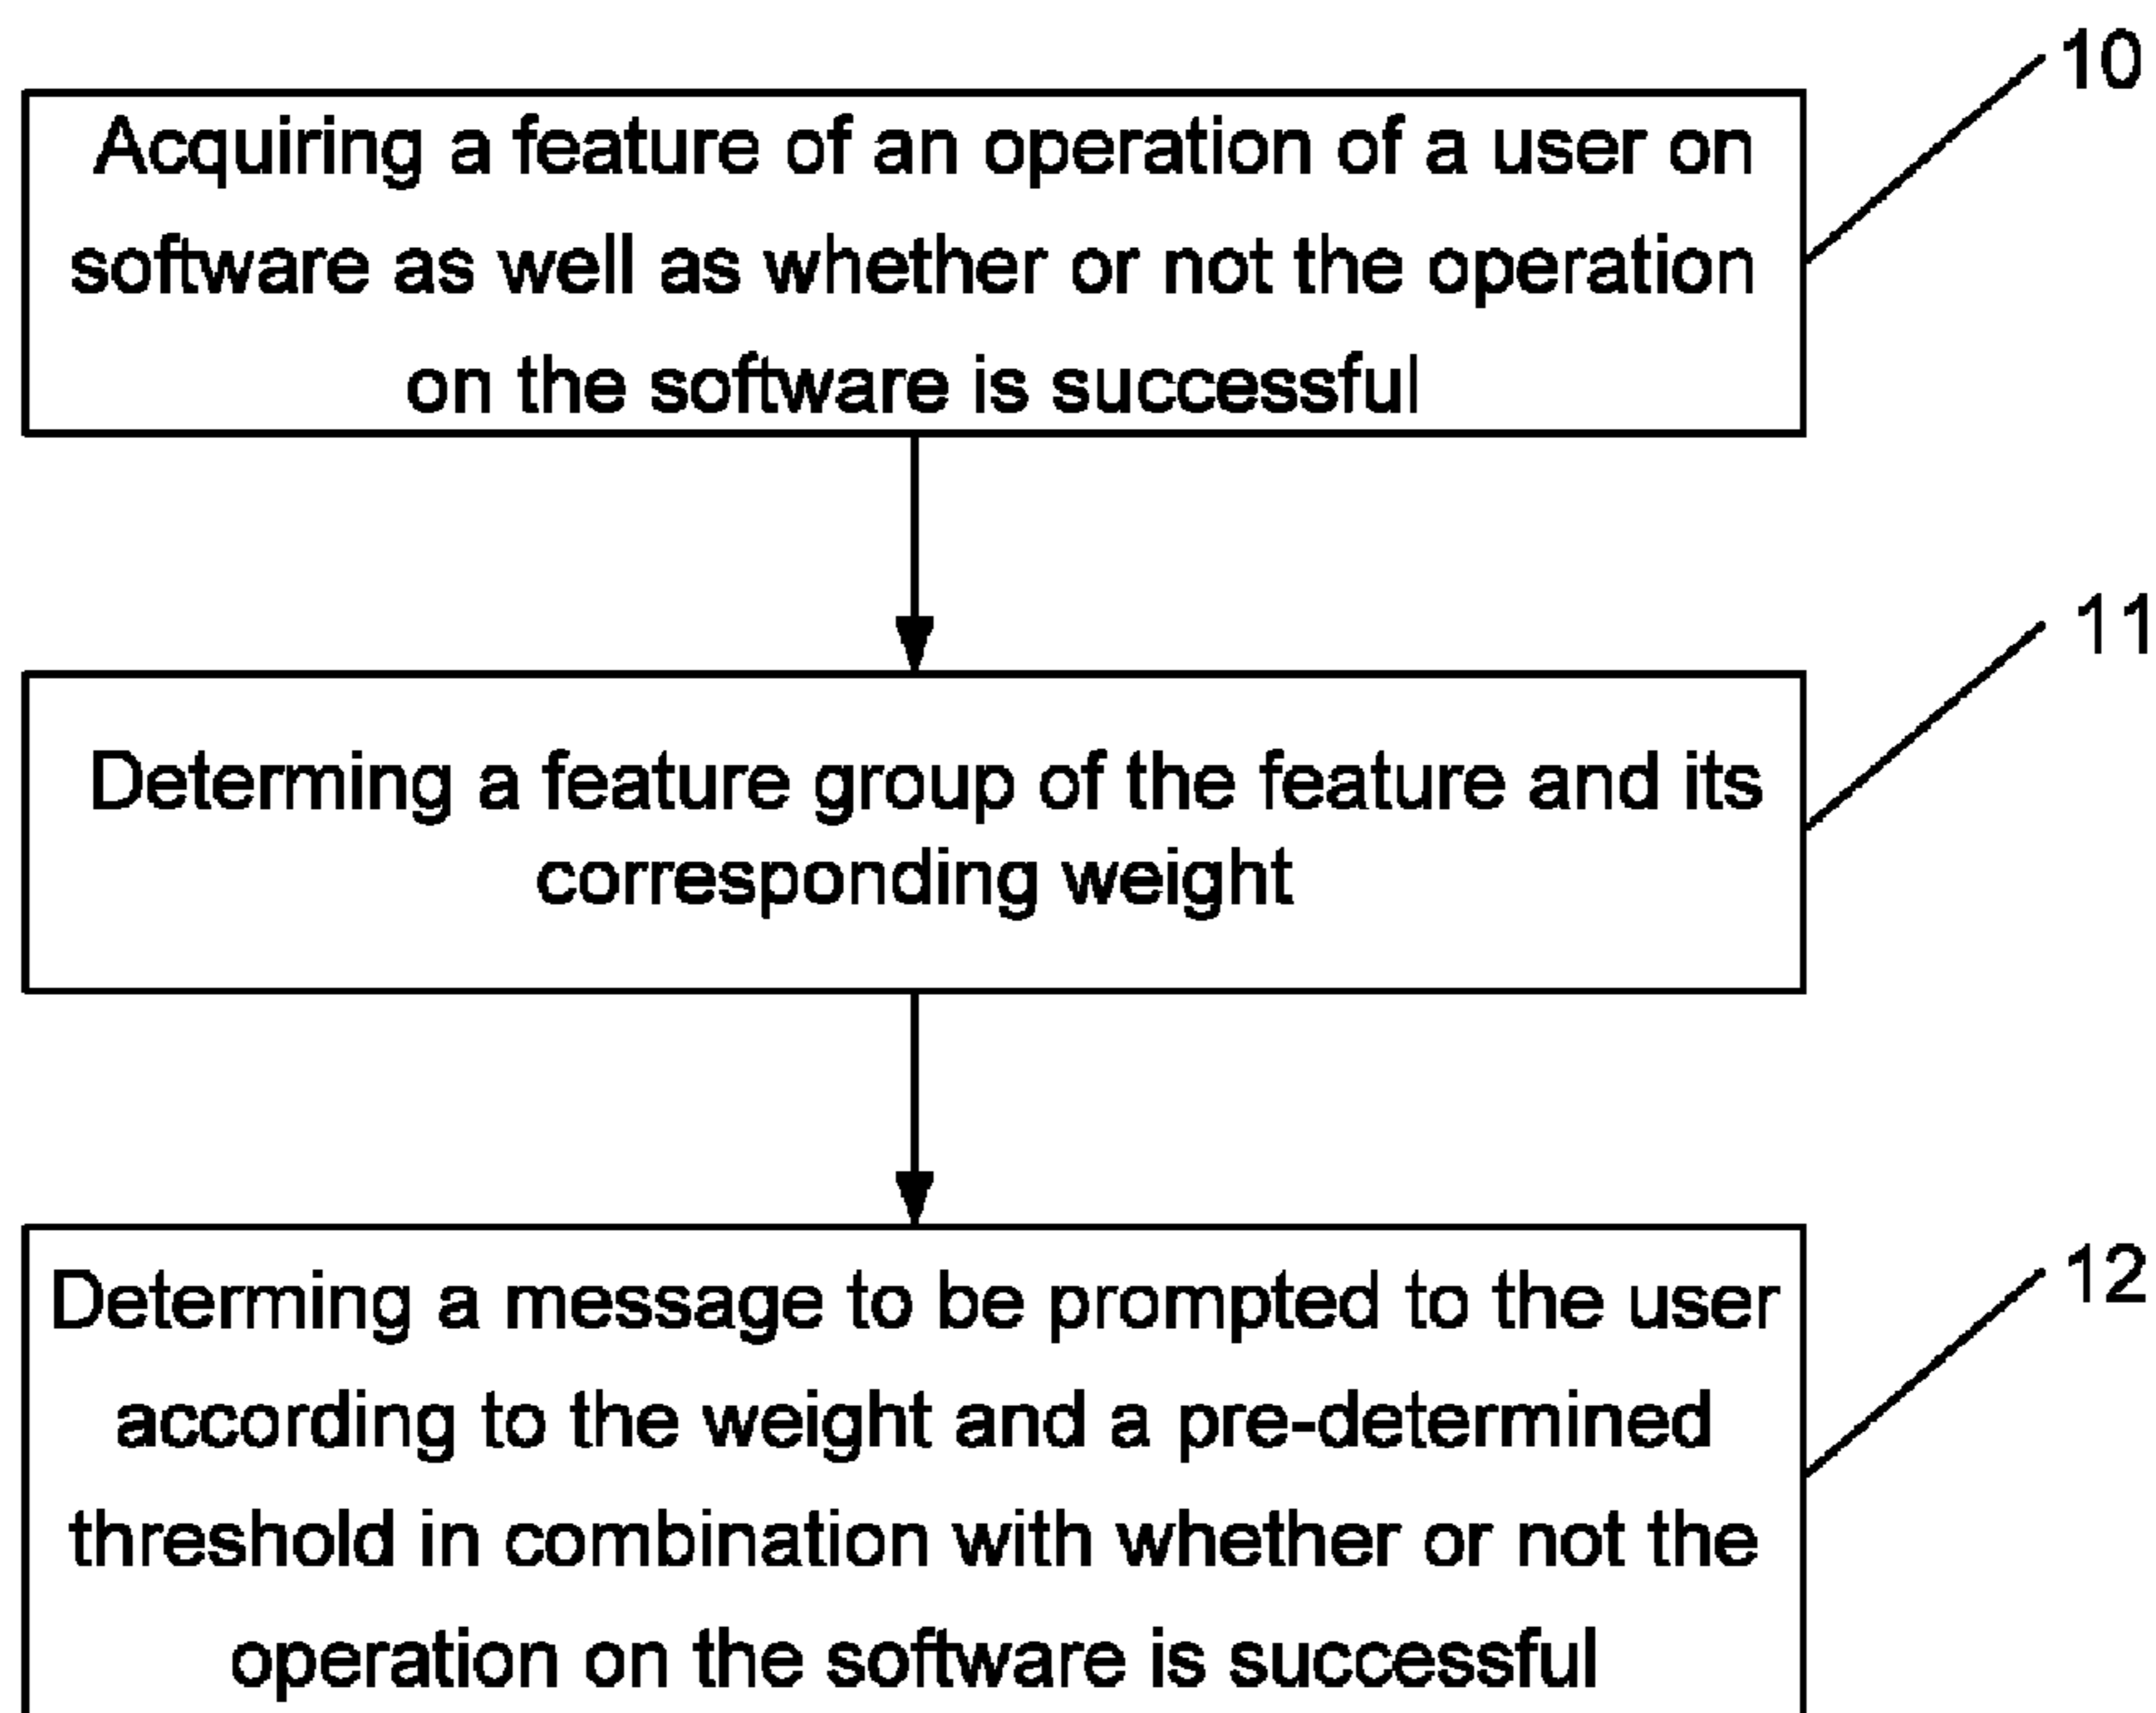 10
Acquiring a feature of an operation of a user on
software as well as whether or not the operation
on the software is successful
11
Determing a feature group of the feature and its
corresponding weight
12
Determing a message to be prompted to the user
according to the weight and a pre-determined
threshold in combination with whether or not the
operation on the software is successful